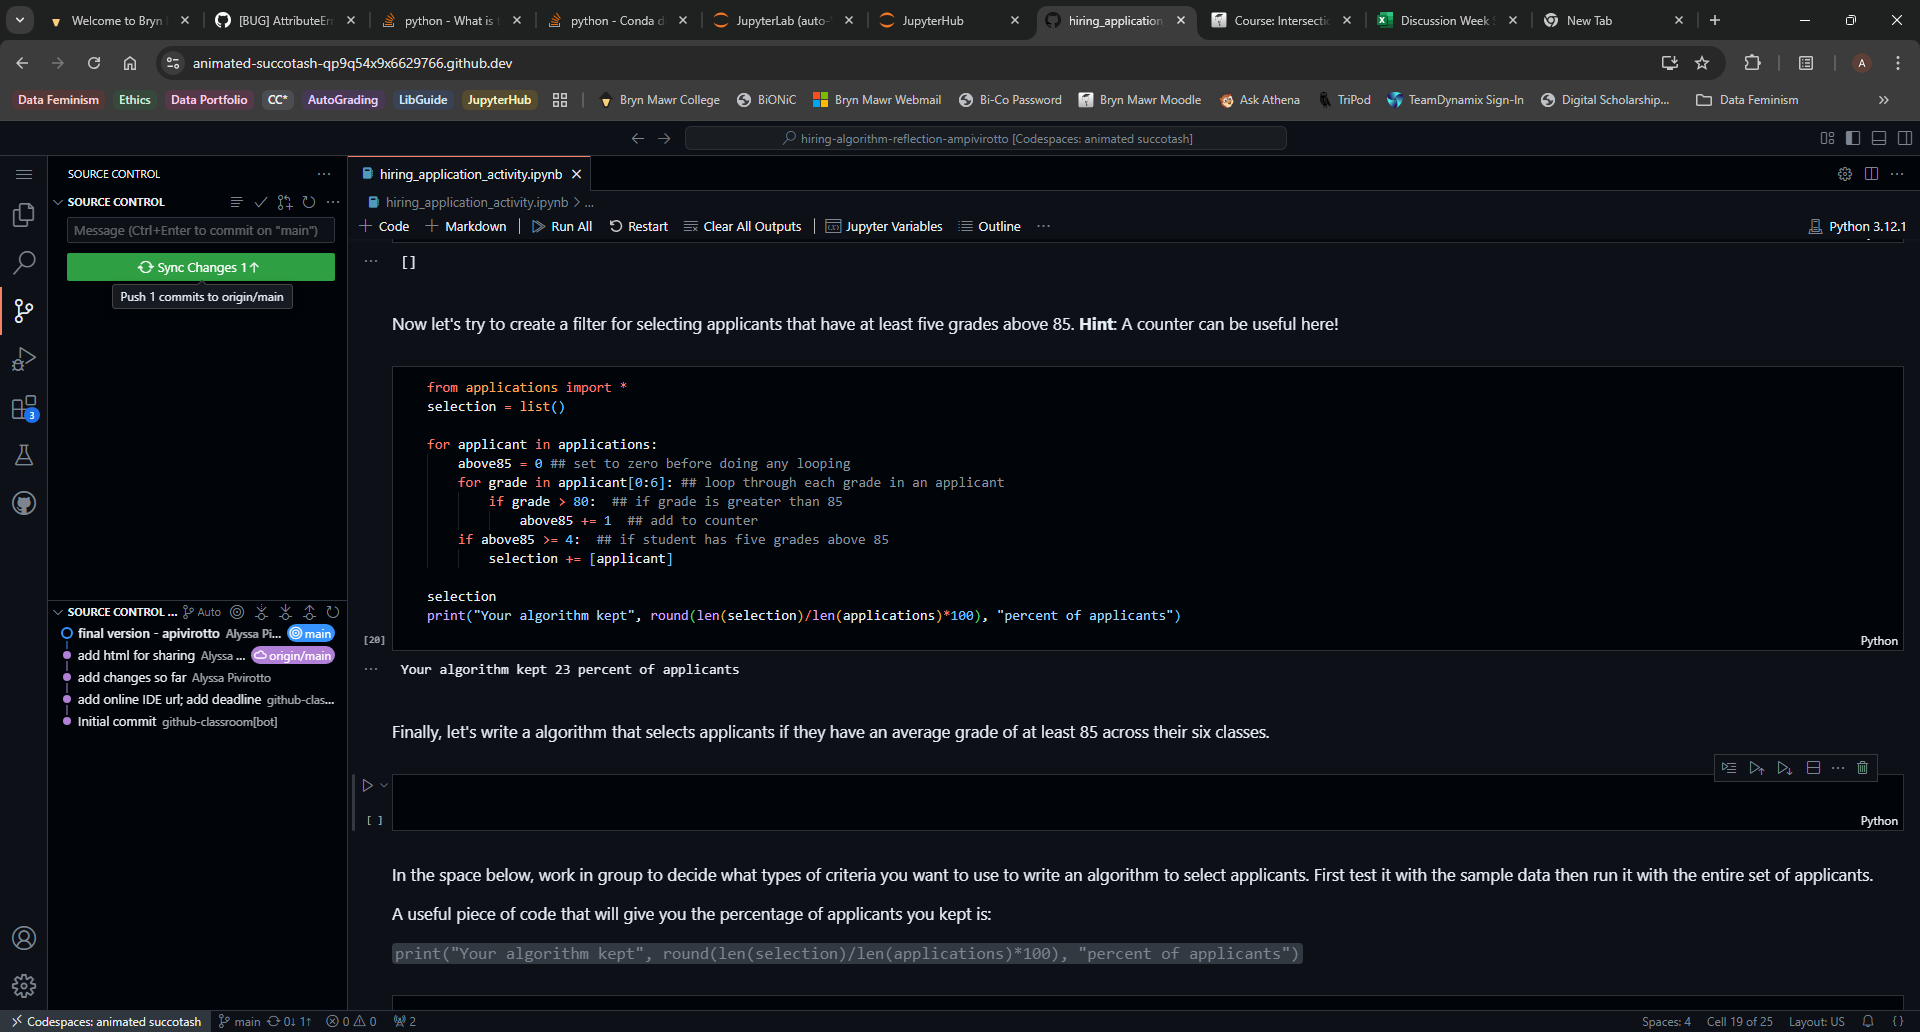 Welcome to Bryn
[BUG] AttributeErr
python - What is
python - Conda d
JupyterLab (auto-
JupyterHub
hiring_application
Course: Intersecti
Discussion Week
New Tab
animated-succotash-qp9q54x9x6629766.github.dev
A
Data Feminism
Ethics
Data Portfolio
CC*
AutoGrading
LibGuide
JupyterHub
Bryn Mawr College
BiONiC
Bryn Mawr Webmail
Bi-Co Password
Bryn Mawr Moodle
Ask Athena
TriPod
TeamDynamix Sign-In
Digital Scholarship...
Data Feminism
»
hiring-algorithm-reflection-ampivirotto [Codespaces: animated succotash]
SOURCE CONTROL
SOURCE CONTROL
Message (Ctrl+Enter to commit on "main")
Sync Changes 1↑
Push 1 commits to origin/main
3
SOURCE CONTROL ... Auto
final version - apivirotto Alyssa Pi... main
add html for sharing Alyssa ... origin/main
add changes so far Alyssa Pivirotto
add online IDE url; add deadline github-clas...
Initial commit github-classroom[bot]
hiring_application_activity.ipynb
hiring_application_activity.ipynb > ...
+ Code + Markdown | Run All Restart Clear All Outputs | Jupyter Variables Outline ...
Python 3.12.1
[]
Now let's try to create a filter for selecting applicants that have at least five grades above 85. Hint: A counter can be useful here!
from applications import *
selection = list()
for applicant in applications:
above85 = 0 ## set to zero before doing any looping
for grade in applicant[0:6]: ## loop through each grade in an applicant
if grade > 80: ## if grade is greater than 85
above85 += 1 ## add to counter
if above85 >= 4: ## if student has five grades above 85
selection += [applicant]
selection
print("Your algorithm kept", round(len(selection)/len(applications)*100), "percent of applicants")
[20]
Python
Your algorithm kept 23 percent of applicants
Finally, let's write a algorithm that selects applicants if they have an average grade of at least 85 across their six classes.
[ ]
Python
In the space below, work in group to decide what types of criteria you want to use to write an algorithm to select applicants. First test it with the sample data then run it with the entire set of applicants.
A useful piece of code that will give you the percentage of applicants you kept is:
print("Your algorithm kept", round(len(selection)/len(applications)*100), "percent of applicants")
Codespaces: animated succotash main 0↓ 1↑ 0 0 2
Spaces: 4 Cell 19 of 25 Layout: US { }